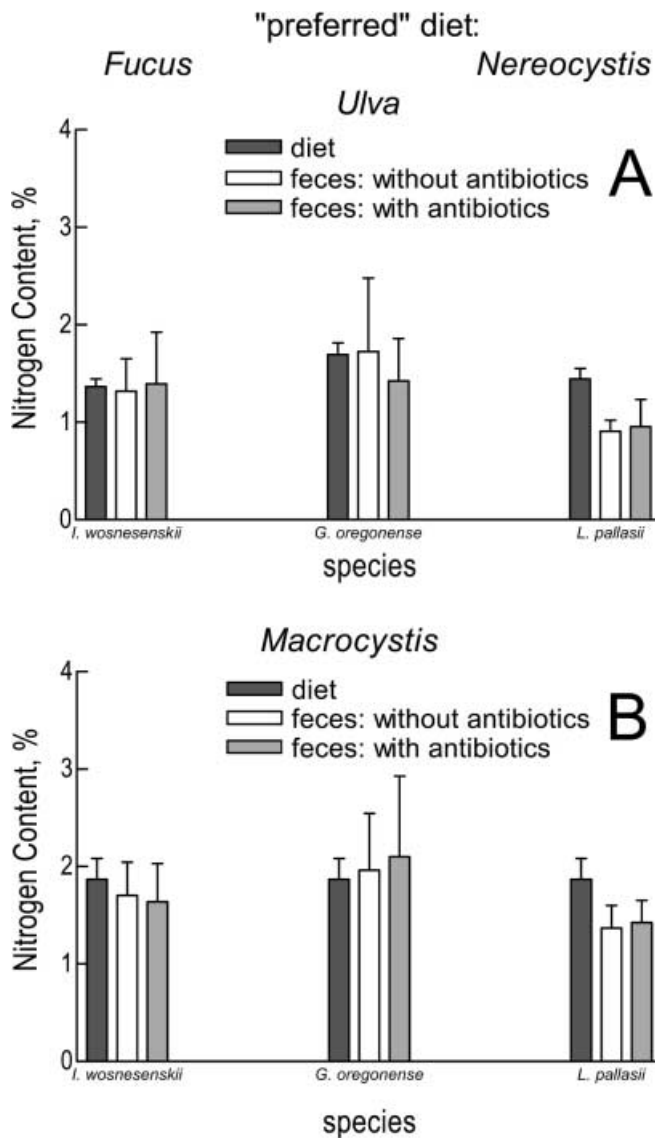 "preferred" diet:
Fucus Nereocystis
Ulva
4
diet
feces: without antibiotics
feces: with antibiotics
A
3
2
1
0
Nitrogen Content, %
I. wosnesenskii G. oregonense L. pallasii
species
Macrocystis
4
diet
feces: without antibiotics
feces: with antibiotics
B
3
2
1
0
Nitrogen Content, %
I. wosnesenskii G. oregonense L. pallasii
species